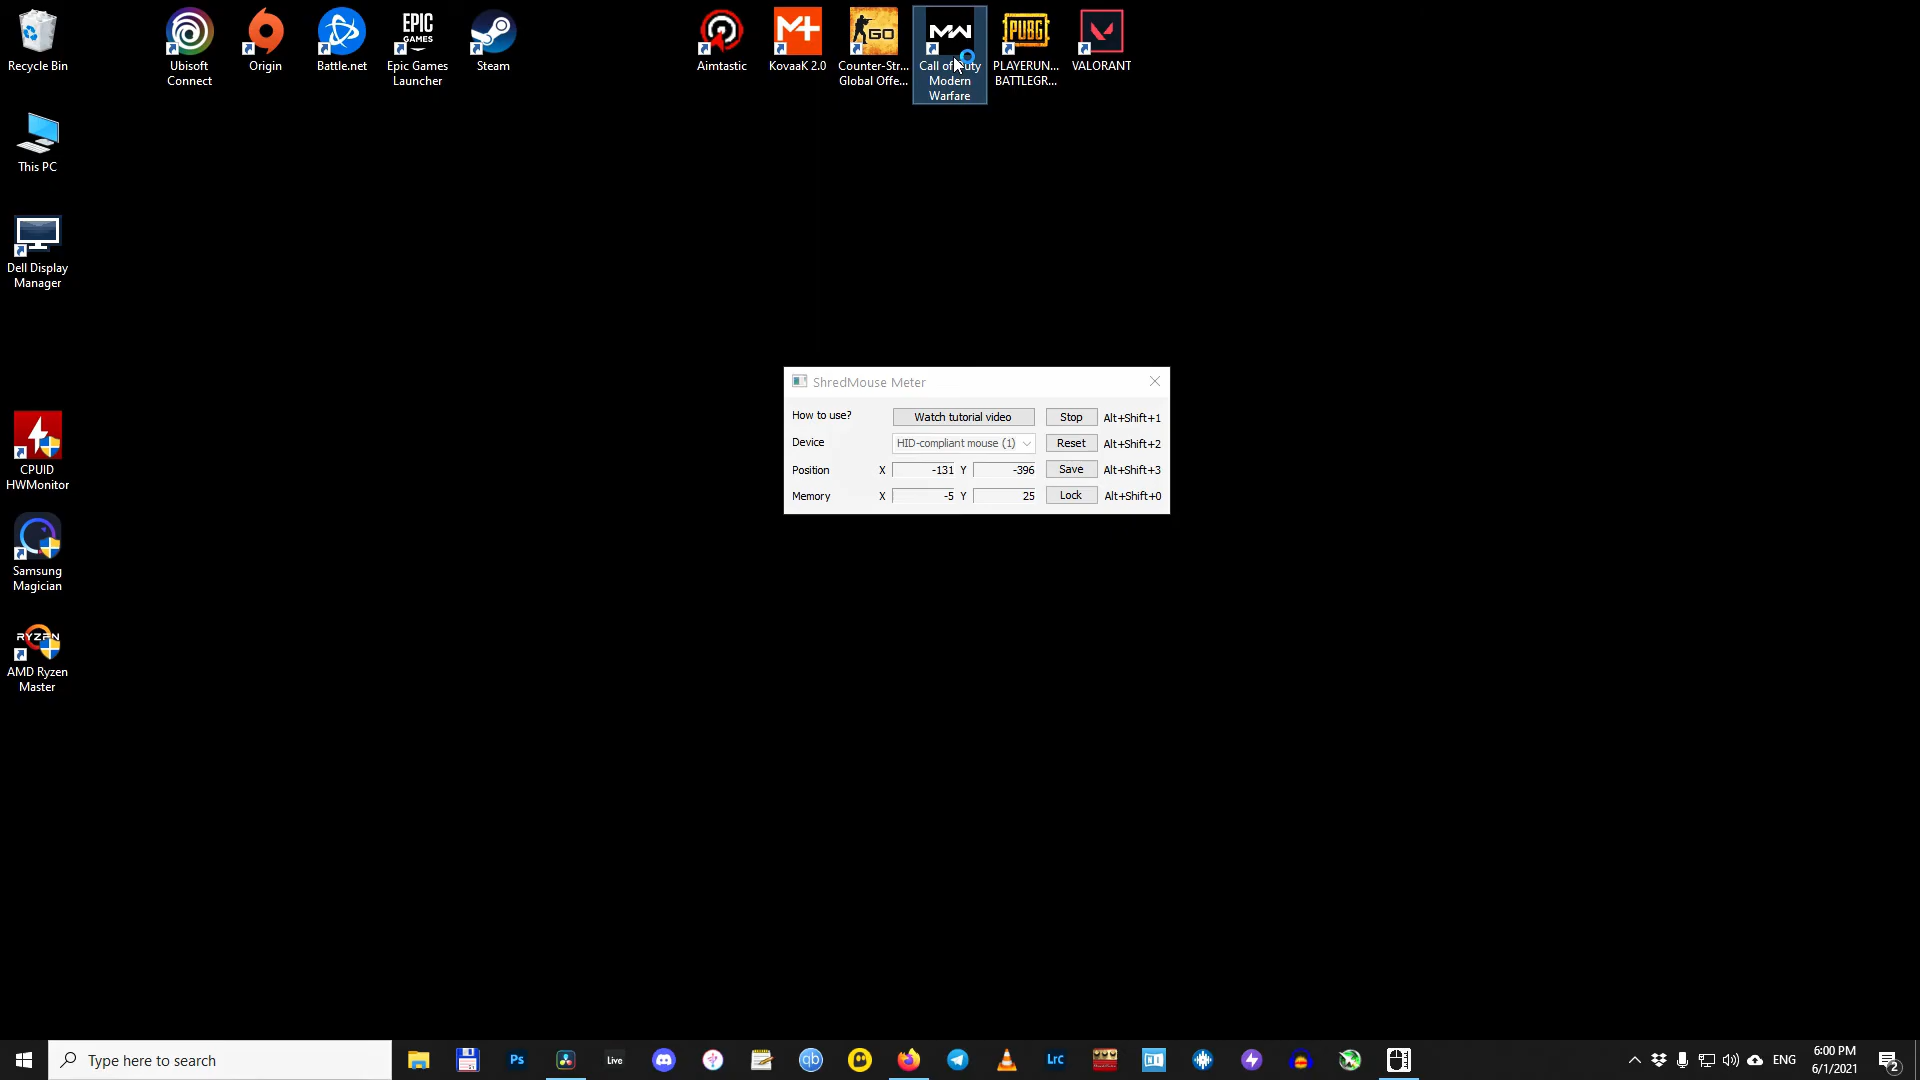 Recycle Bin
Ubisoft
Connect
Origin
Battle.net
EPIC
GAMES
Epic Games
Launcher
Steam
Aimtastic
KovaaK 2.0
GO
Counter-Str...
Global Offe...
MW
Call of Duty
Modern
Warfare
PUBG
PLAYERUN...
BATTLEGR...
VALORANT
This PC
Dell Display
Manager
CPUID
HWMonitor
Samsung
Magician
RYZEN
AMD Ryzen
Master
ShredMouse Meter
How to use? Watch tutorial video Stop Alt+Shift+1
Device HID-compliant mouse (1) Reset Alt+Shift+2
Position X -131 Y -396 Save Alt+Shift+3
Memory X -5 Y 25 Lock Alt+Shift+0
Type here to search
Ps
Live
qb
Lrc
ENG
6:00 PM
6/1/2021
2